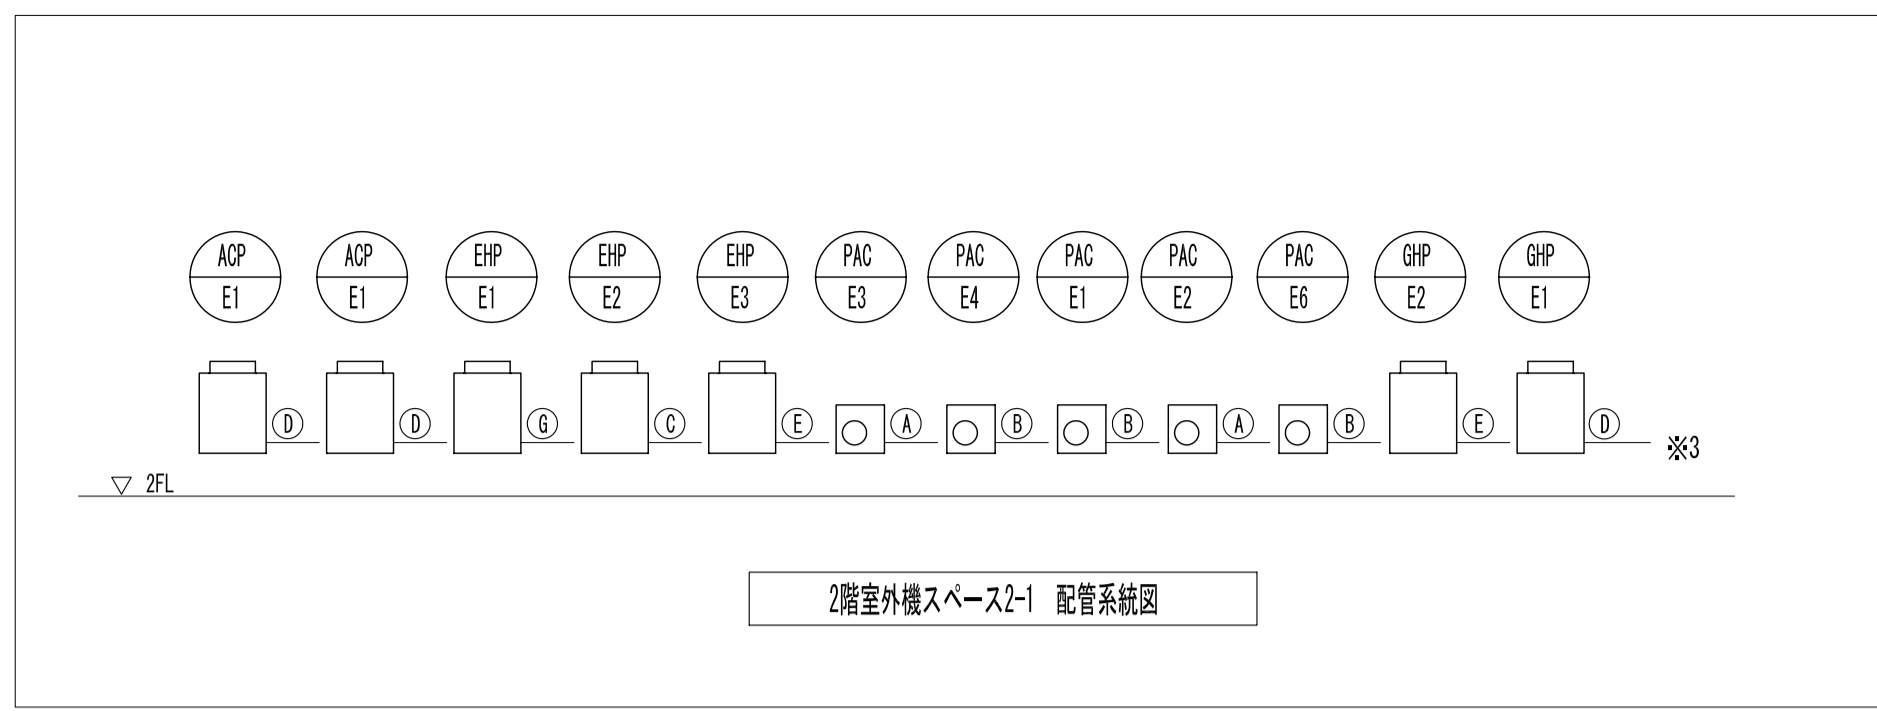 ACP ACP EHP EHP EHP PAC PAC PAC PAC PAC GHP GHP
E1 E1 E1 E2 E3 E3 E4 E1 E2 E6 E2 E1
D D G C E A B B A B E D
※3
2FL
2階室外機スペース2-1 配管系統図